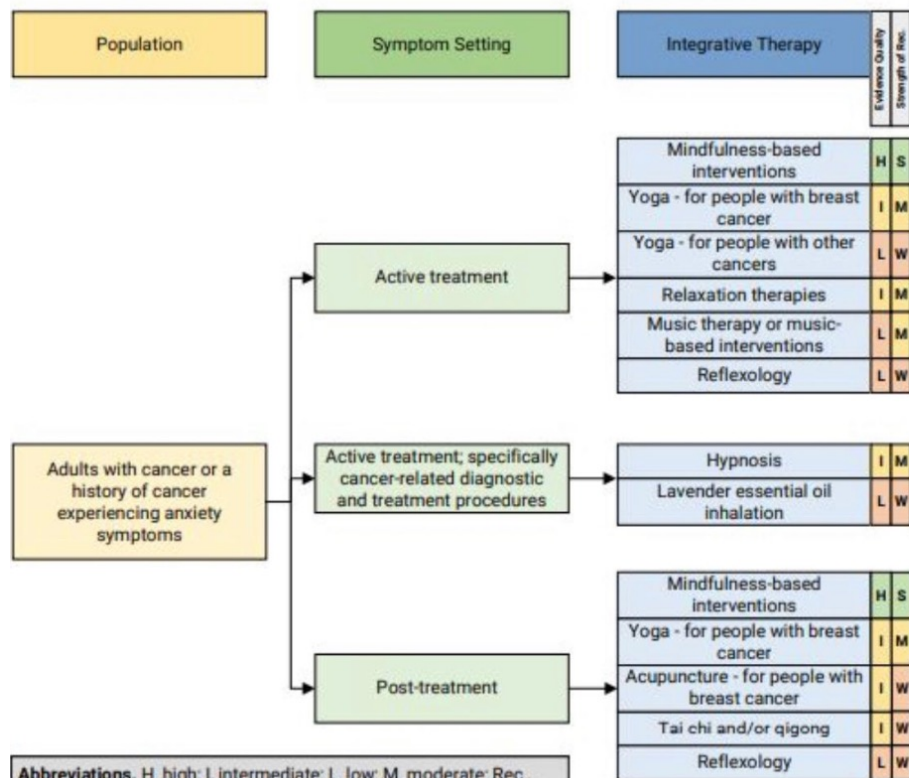 Population
Symptom Setting
Integrative Therapy
Evidence Quality
Strength of Rec.
Adults with cancer or a
history of cancer
experiencing anxiety
symptoms
Active treatment
Mindfulness-based
interventions
H S
Yoga - for people with breast
cancer
I M
Yoga - for people with other
cancers
L W
Relaxation therapies
I M
Music therapy or music-
based interventions
L M
Reflexology
L W
Active treatment; specifically
cancer-related diagnostic
and treatment procedures
Hypnosis
I M
Lavender essential oil
inhalation
L W
Post-treatment
Mindfulness-based
interventions
H S
Yoga - for people with breast
cancer
I M
Acupuncture - for people with
breast cancer
I W
Tai chi and/or qigong
I W
Reflexology
L W
Abbreviations. H, high; I, intermediate; L, low; M, moderate; Rec,